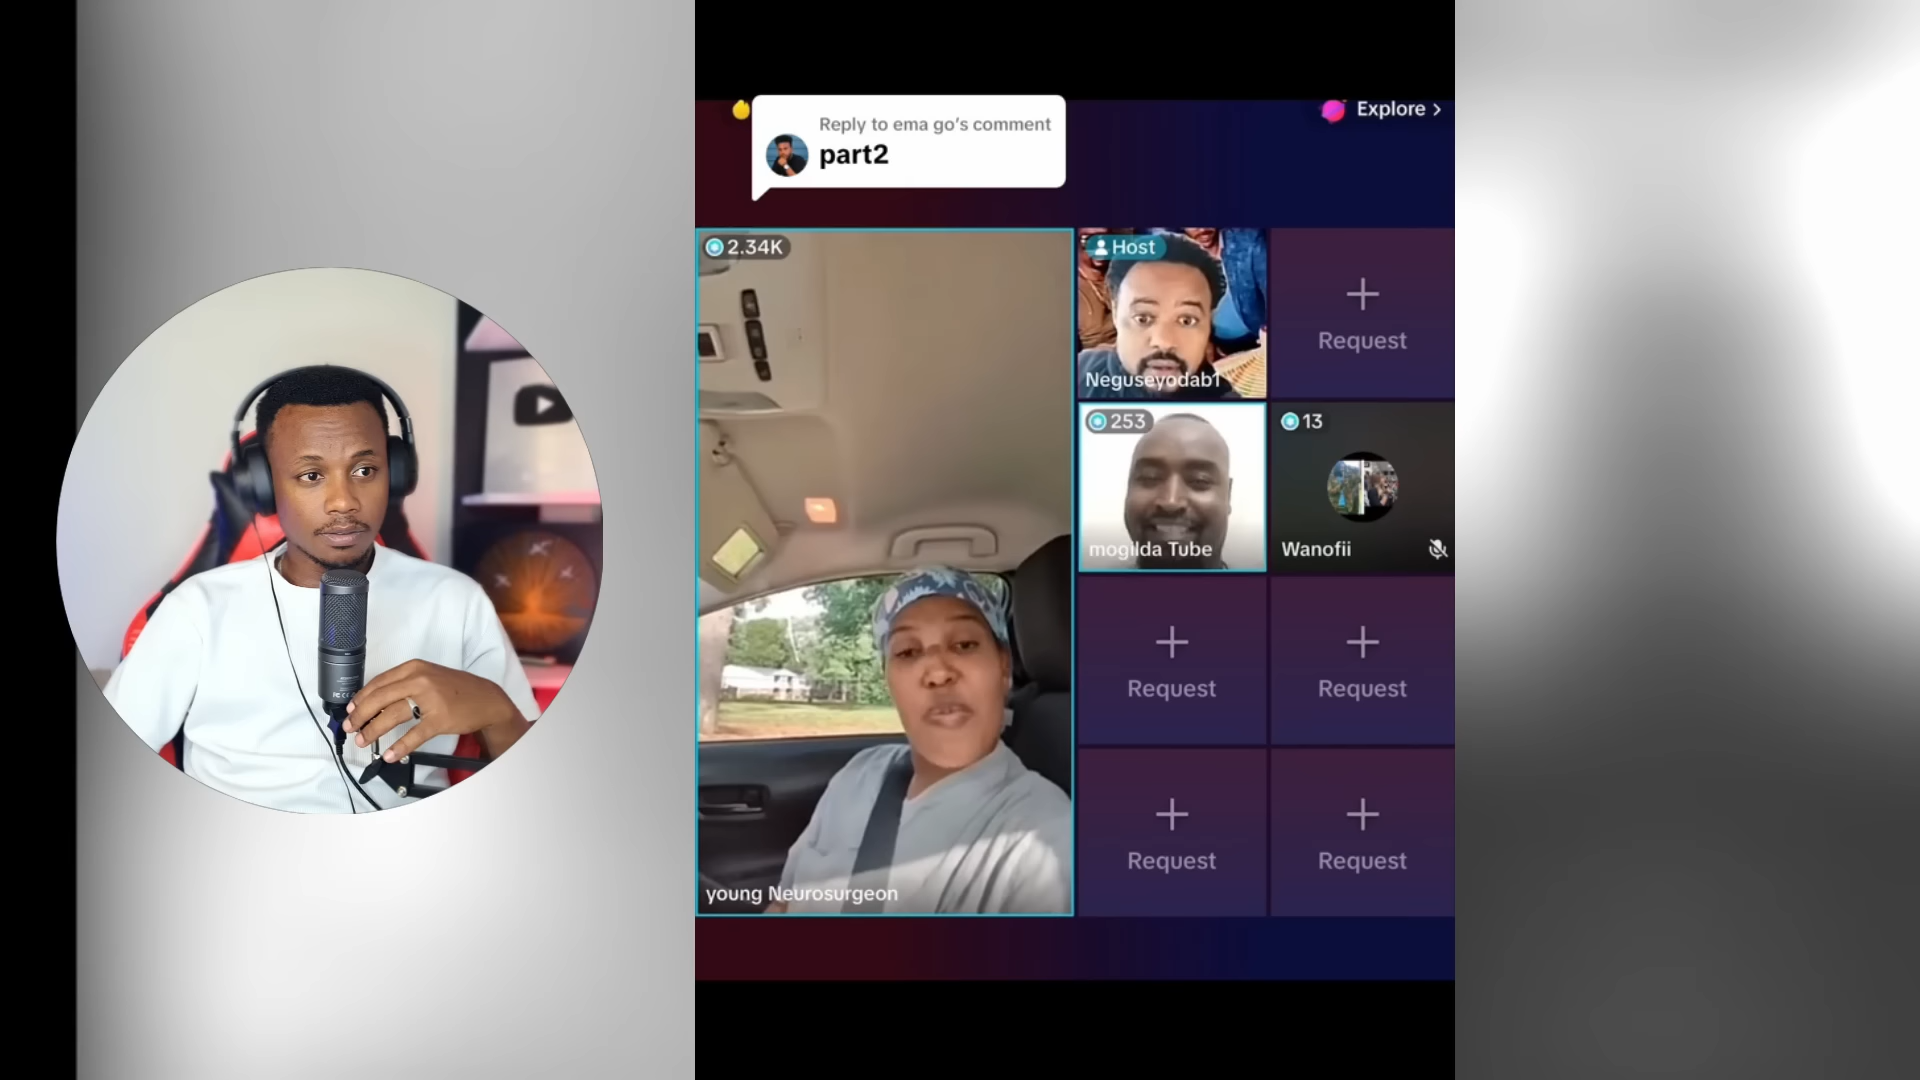 Explore >
Reply to ema go's comment
part2
2.34K
Host
Neguseyodab1
Request
253
mogilda Tube
13
Wanofii
Request
Request
Request
Request
young Neurosurgeon